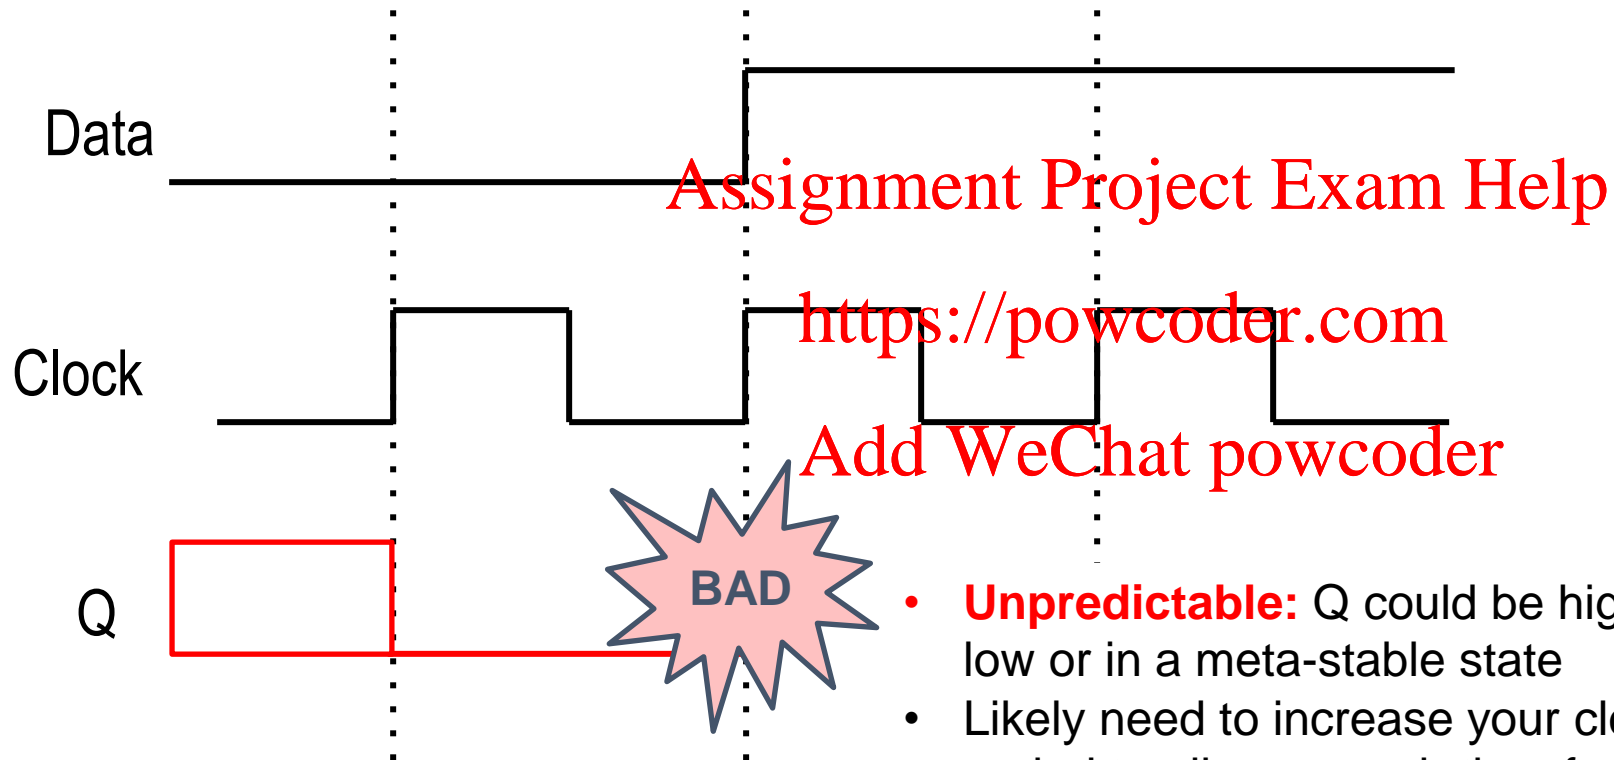 Data
Assignment Project Exam Help
https://powcoder.com
Clock
Add WeChat powcoder
BAD
Q
• Unpredictable: Q could be hig
low or in a meta-stable state
• Likely need to increase your clo